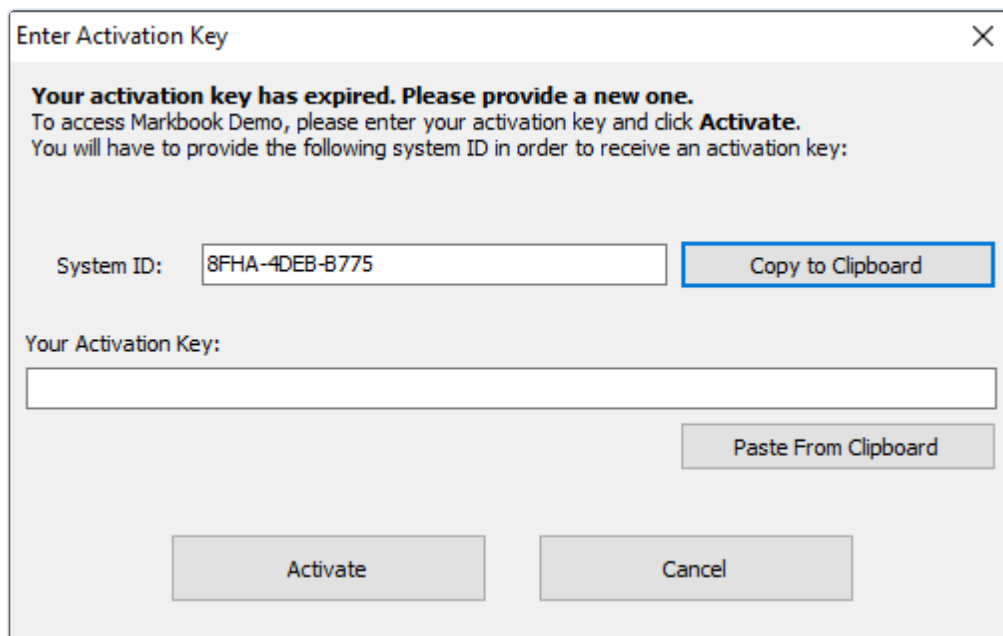 Enter Activation Key
Your activation key has expired. Please provide a new one.
To access Markbook Demo, please enter your activation key and click Activate.
You will have to provide the following system ID in order to receive an activation key:
System ID: 8FHA-4DEB-B775 Copy to Clipboard
Your Activation Key:
Paste From Clipboard
Activate Cancel